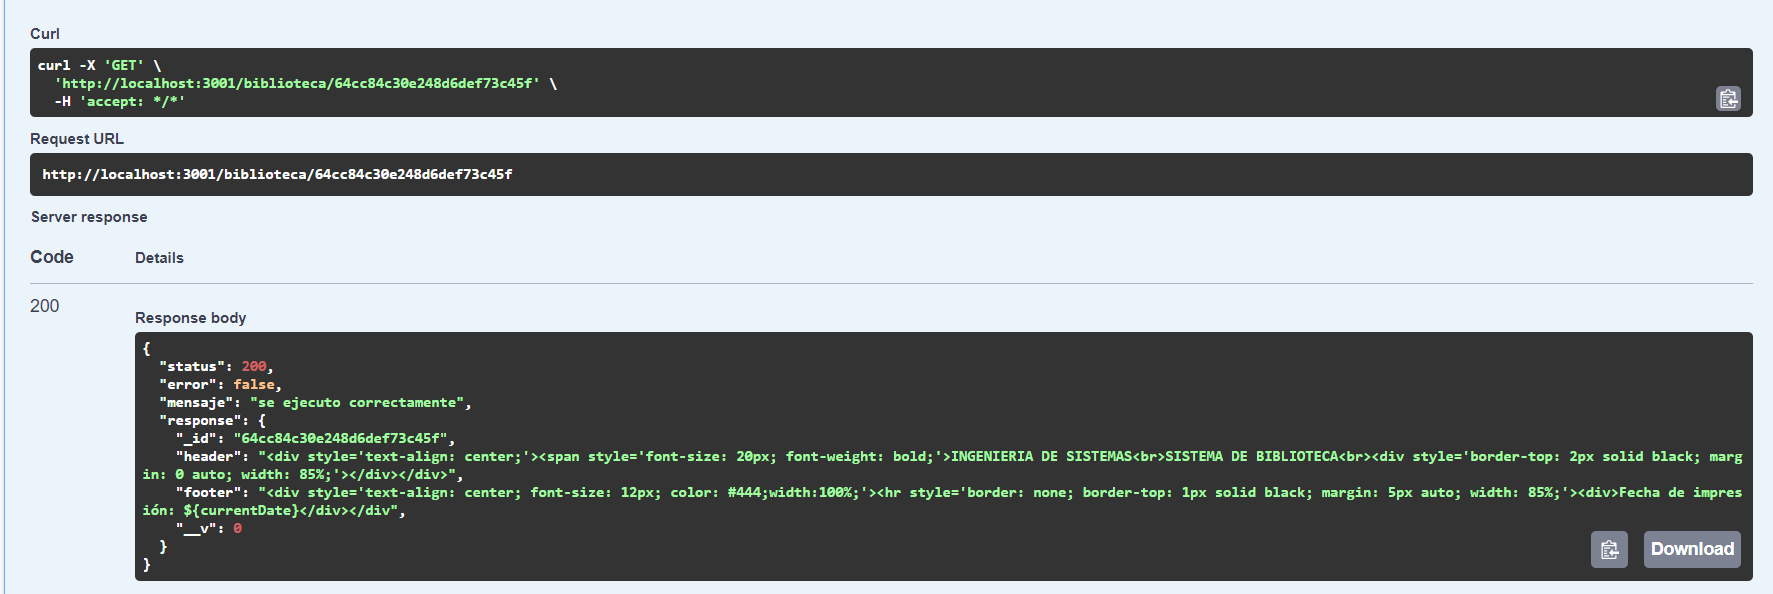 Curl
curl -X 'GET' \
  'http://localhost:3001/biblioteca/64cc84c30e248d6def73c45f' \
  -H 'accept: */*'
Request URL
http://localhost:3001/biblioteca/64cc84c30e248d6def73c45f
Server response
Code Details
200
Response body
{
  "status": 200,
  "error": false,
  "mensaje": "se ejecuto correctamente",
  "response": {
    "_id": "64cc84c30e248d6def73c45f",
    "header": "<div style='text-align: center;'><span style='font-size: 20px; font-weight: bold;'>INGENIERIA DE SISTEMAS<br>SISTEMA DE BIBLIOTECA<br><div style='border-top: 2px solid black; marg
in: 0 auto; width: 85%;'></div></div>",
    "footer": "<div style='text-align: center; font-size: 12px; color: #444;width:100%;'><hr style='border: none; border-top: 1px solid black; margin: 5px auto; width: 85%;'><div>Fecha de impres
ión: ${currentDate}</div></div",
    "__v": 0
  }
}
Download